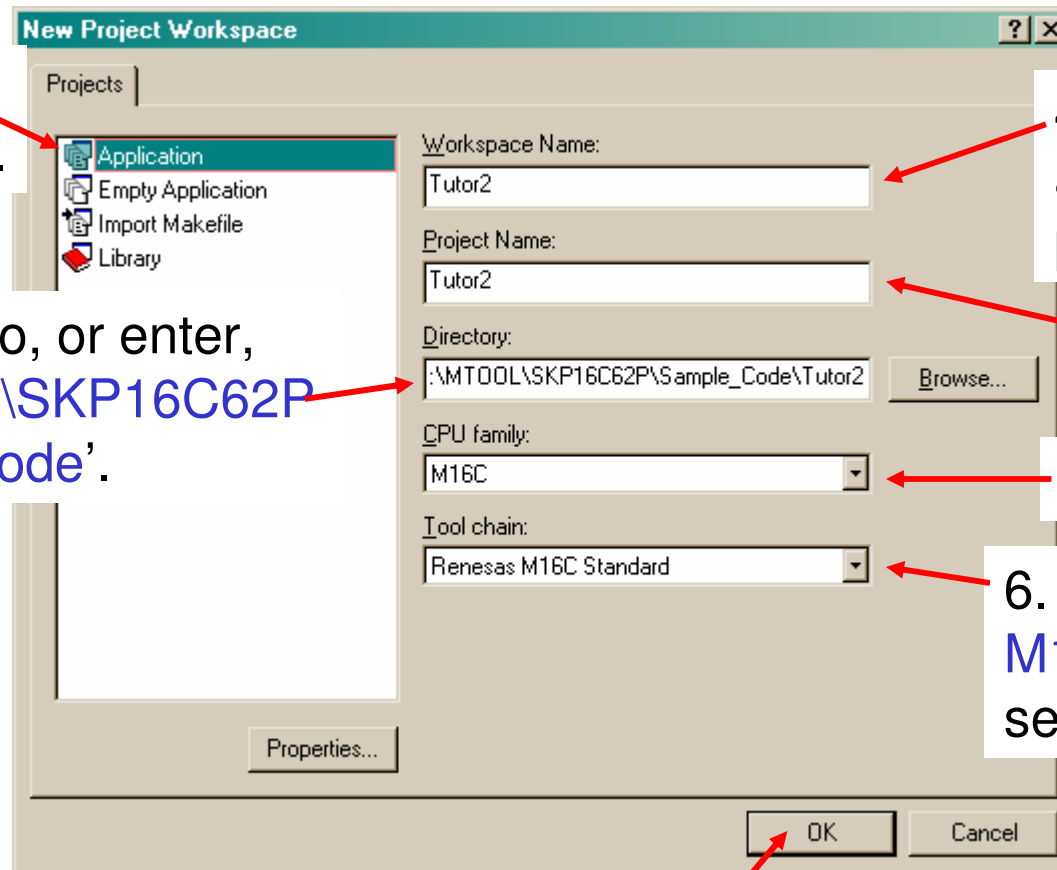 New Project Workspace
Projects
Application
Empty Application
Import Makefile
Library
Workspace Name:
Tutor2
Project Name:
Tutor2
Directory:
:\MTOOL\SKP16C62P\Sample_Code\Tutor2
Browse...
CPU family:
M16C
Tool chain:
Renesas M16C Standard
Properties...
OK
Cancel
.
o, or enter,
\SKP16C62P
ode’.
6.